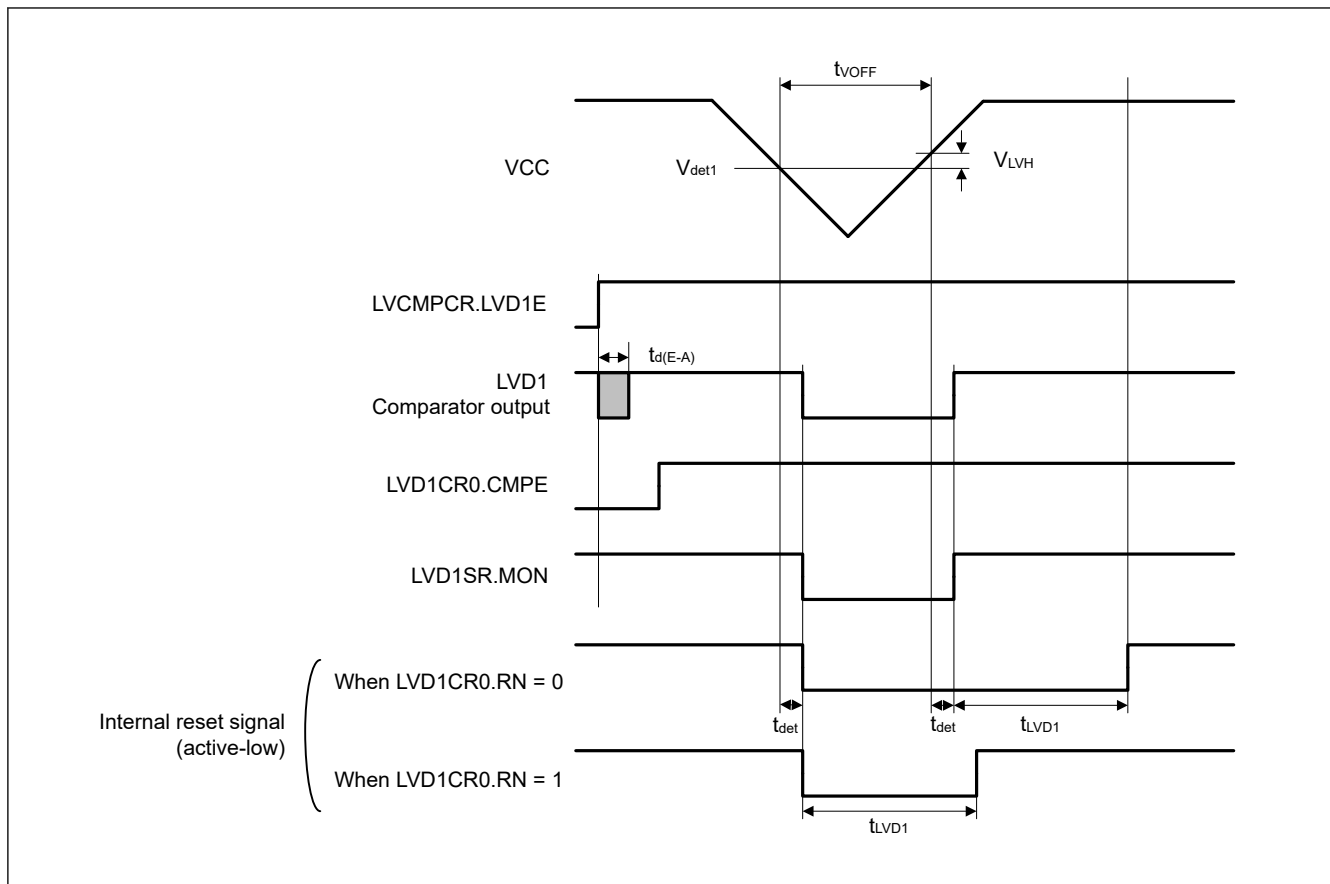 tVOFF
VCC
Vdet1
VLVH
LVCMPCR.LVD1E
td(E-A)
LVD1
Comparator output
LVD1CR0.CMPE
LVD1SR.MON
When LVD1CR0.RN = 0
Internal reset signal
(active-low)
tdet
tdet
tLVD1
When LVD1CR0.RN = 1
tLVD1